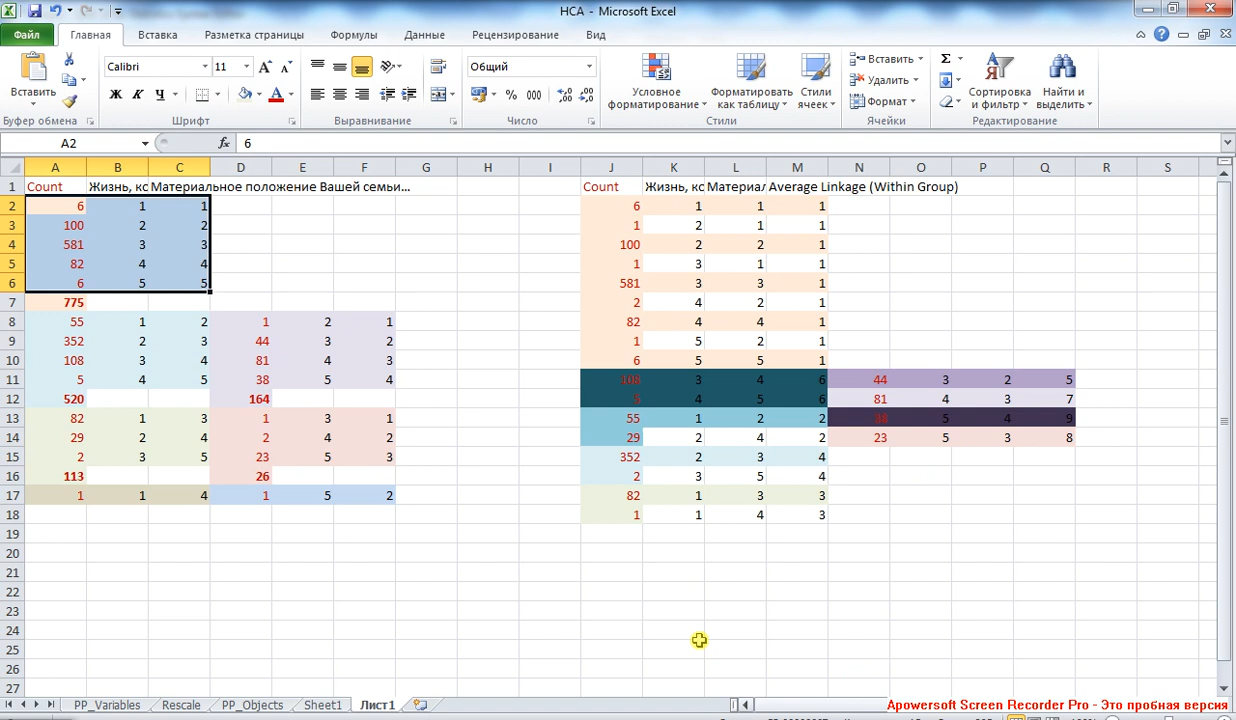 HCA - Microsoft Excel
Файл Главная Вставка Разметка страницы Формулы Данные Рецензирование Вид
Вставить Calibri 11 Общий Условное форматирование Форматировать как таблицу Стили ячеек Вставить Удалить Формат Сортировка и фильтр Найти и выделить
Ж К Ч % 000
Буфер обмена Шрифт Выравнивание Число Стили Ячейки Редактирование
A2 fx 6
A B C D E F G H I J K L M N O P Q R S
1 Count Жизнь, кс Материальное положение Вашей семьи... Count Жизнь, кс Материал Average Linkage (Within Group)
2 6 1 1 6 1 1 1
3 100 2 2 1 2 1 1
4 581 3 3 100 2 2 1
5 82 4 4 1 3 1 1
6 6 5 5 581 3 3 1
7 775 2 4 2 1
8 55 1 2 1 2 1 82 4 4 1
9 352 2 3 44 3 2 1 5 2 1
10 108 3 4 81 4 3 6 5 5 1
11 5 4 5 38 5 4 108 3 4 6 44 3 2 5
12 520 164 5 4 5 6 81 4 3 7
13 82 1 3 1 3 1 55 1 2 2 38 5 4 9
14 29 2 4 2 4 2 29 2 4 2 23 5 3 8
15 2 3 5 23 5 3 352 2 3 4
16 113 26 2 3 5 4
17 1 1 4 1 5 2 82 1 3 3
18 1 1 4 3
19
20
21
22
23
24
25
26
27
PP_Variables Rescale PP_Objects Sheet1 Лист1
Apowersoft Screen Recorder Pro - Это пробная версия